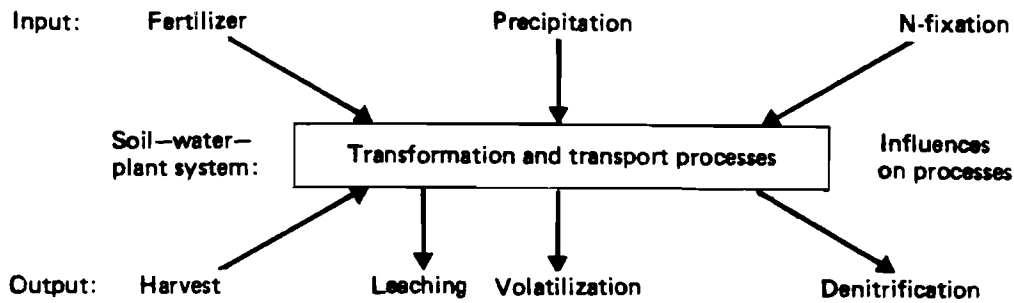 Input: Fertilizer Precipitation N-fixation
Soil—water—
plant system:
Transformation and transport processes
Influences
on processes
Output: Harvest Leaching Volatilization Denitrification